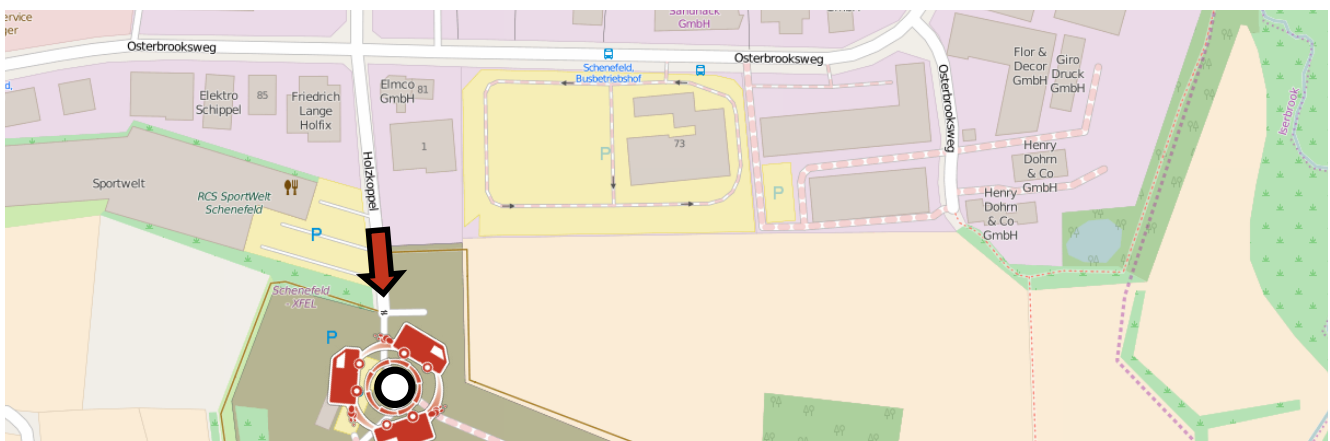 ervice
ger
Sandhack
GmbH
GmbH
Osterbrooksweg
Schenefeld,
Busbetriebshof
Osterbrooksweg
Osterbrooksweg
Flor &
Decor
GmbH
Giro
Druck
GmbH
Iserbrook
d,
Elektro
Schippel
85
Friedrich
Lange
Holfix
Elmco
GmbH
81
1
Holzkoppel
P
73
P
Henry
Dohrn
& Co
GmbH
Henry
Dohrn
& Co
GmbH
Sportwelt
RCS SportWelt
Schenefeld
P
Schenefeld
- XFEL
P